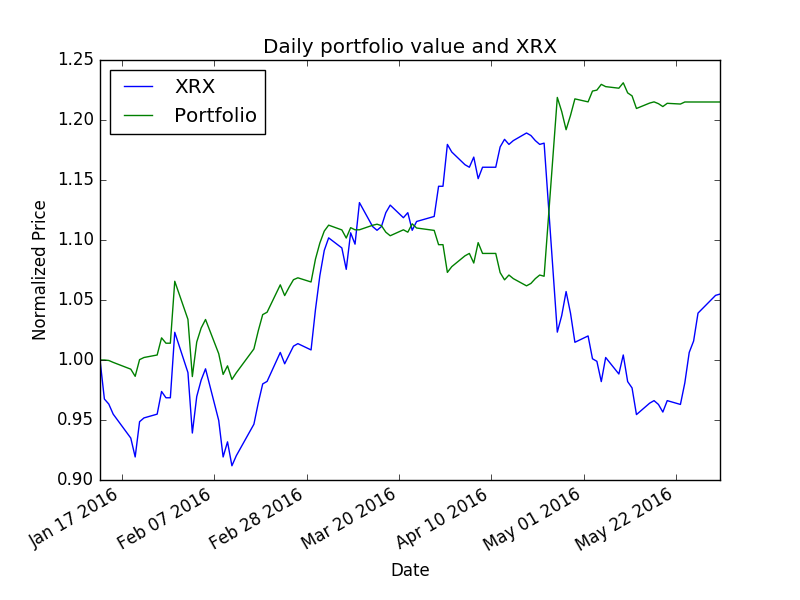 Daily portfolio value and XRX
1.25
1.20
1.15
1.10
1.05
1.00
0.95
0.90
Normalized Price
XRX
Portfolio
Jan 17 2016
Feb 07 2016
Feb 28 2016
Mar 20 2016
Apr 10 2016
May 01 2016
May 22 2016
Date